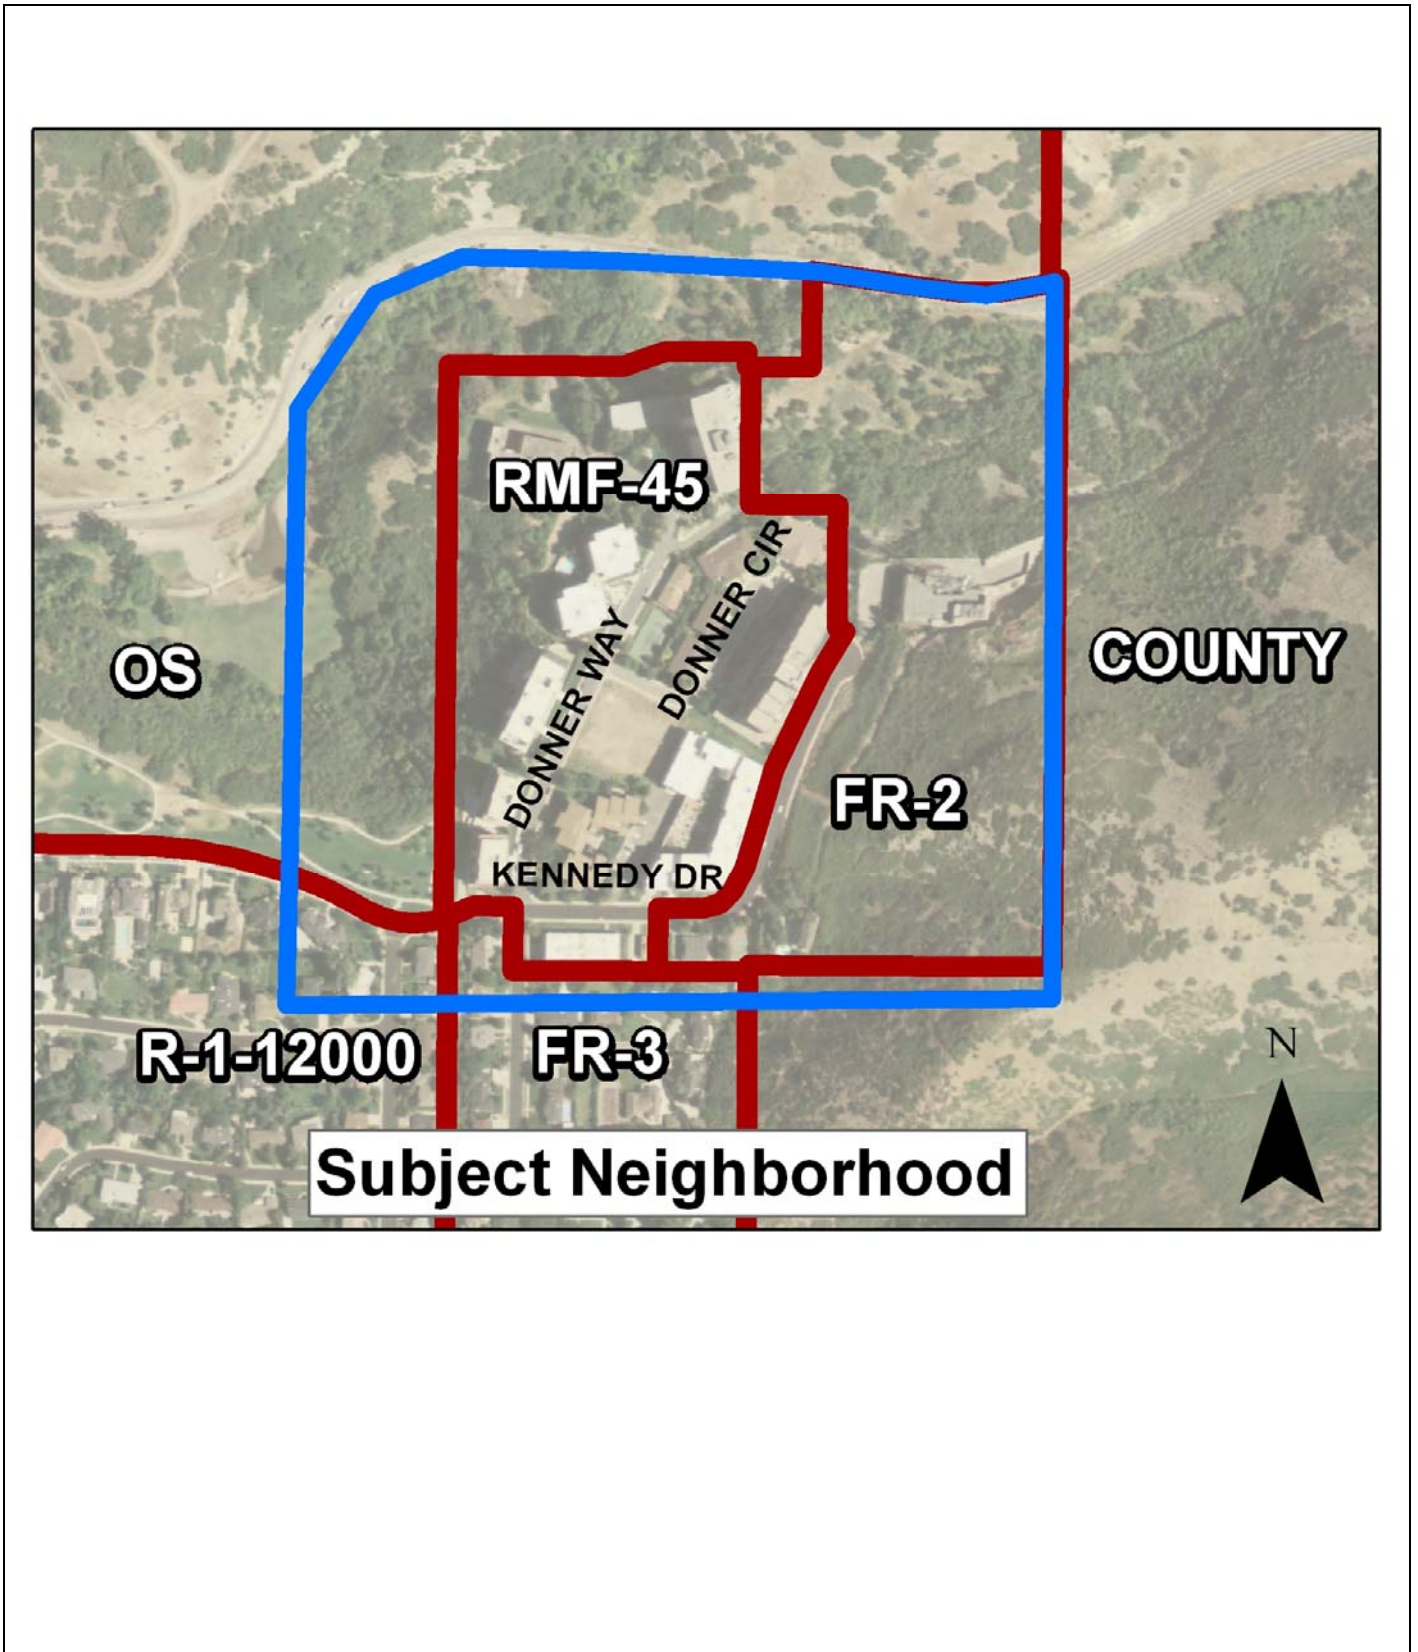 RMF-45
DONNER CIR
DONNER WAY
OS
COUNTY
FR-2
KENNEDY DR
N
R-1-12000
FR-3
Subject Neighborhood